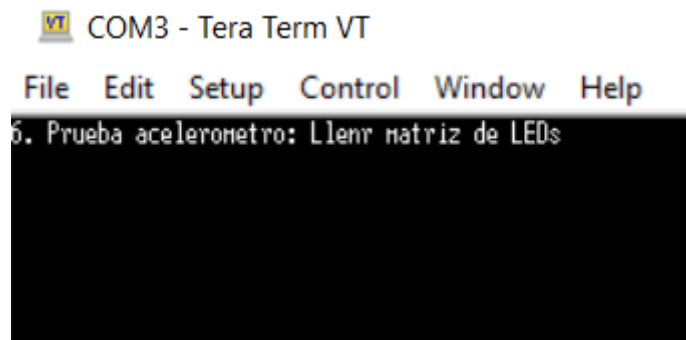 COM3 - Tera Term VT
File Edit Setup Control Window Help
6. Prueba acelerometro: Llenr matriz de LEDs